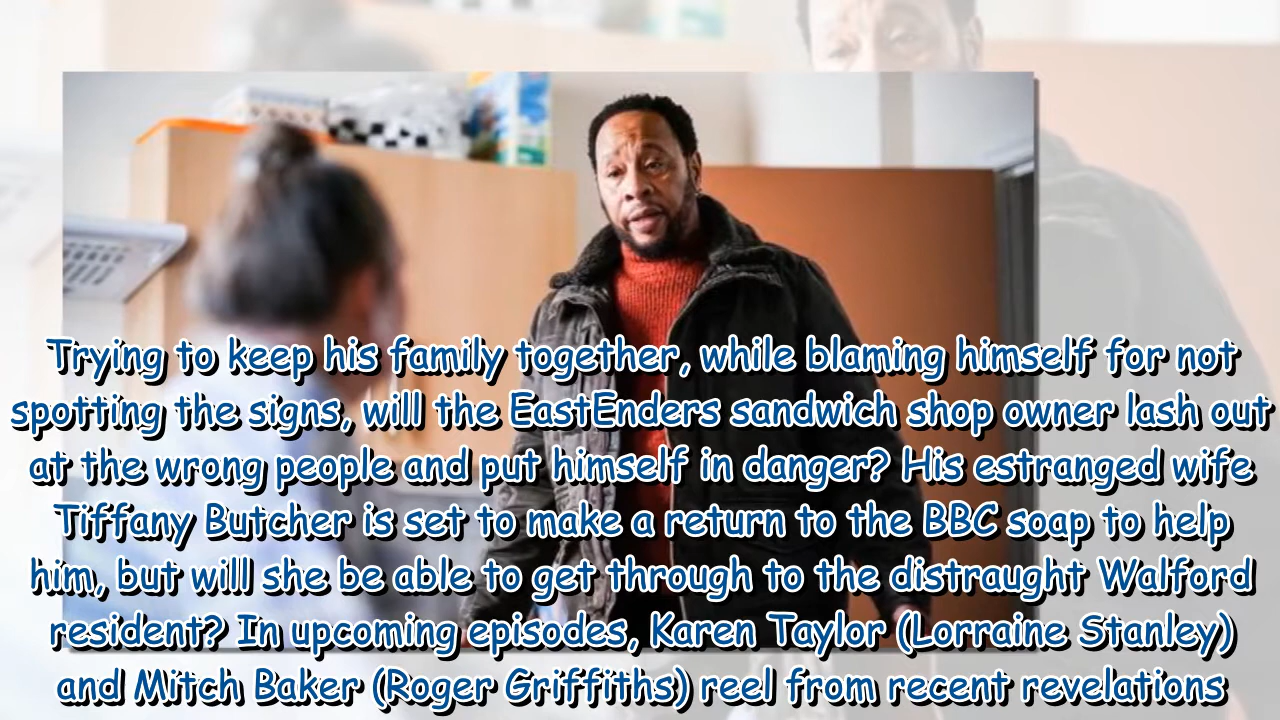 Trying to keep his family together, while blaming himself for not
spotting the signs, will the EastEnders sandwich shop owner lash out
at the wrong people and put himself in danger? His estranged wife
Tiffany Butcher is set to make a return to the BBC soap to help
him, but will she be able to get through to the distraught Walford
resident? In upcoming episodes, Karen Taylor (Lorraine Stanley)
and Mitch Baker (Roger Griffiths) reel from recent revelations